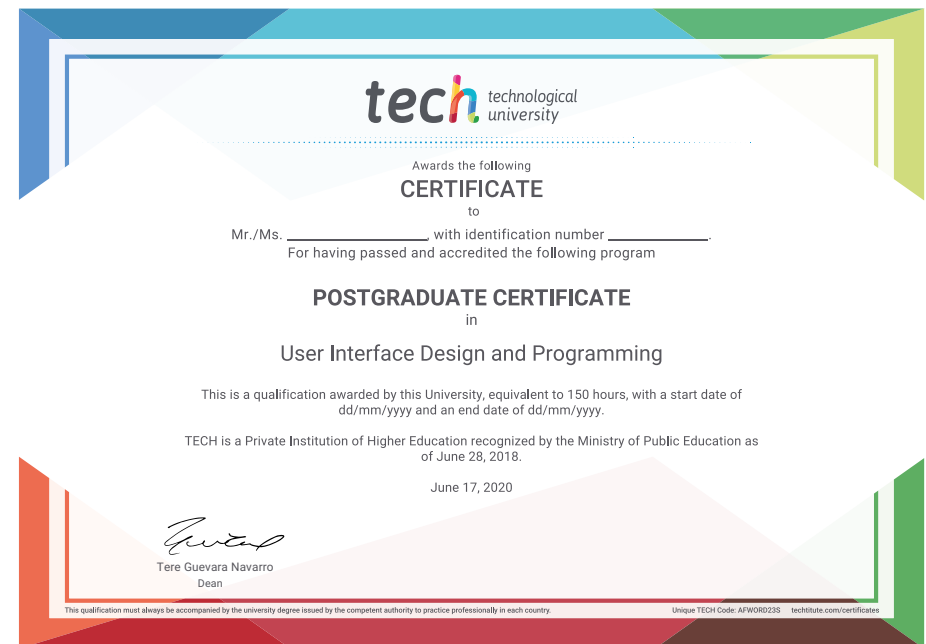 tech technological
university
Awards the following
CERTIFICATE
to
Mr./Ms. ____________________, with identification number ______________.
For having passed and accredited the following program
POSTGRADUATE CERTIFICATE
in
User Interface Design and Programming
This is a qualification awarded by this University, equivalent to 150 hours, with a start date of
dd/mm/yyyy and an end date of dd/mm/yyyy.
TECH is a Private Institution of Higher Education recognized by the Ministry of Public Education as
of June 28, 2018.
June 17, 2020
Tere Guevara Navarro
Dean
This qualification must always be accompanied by the university degree issued by the competent authority to practice professionally in each country. Unique TECH Code: AFWORD23S techtitute.com/certificates